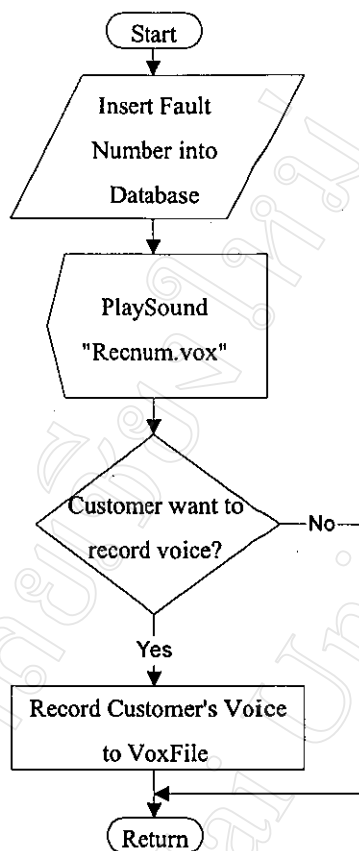 Start
Insert Fault
Number into
Database
PlaySound
"Recnum.vox"
Customer want to
record voice?
No
Yes
Record Customer's Voice
to VoxFile
Return